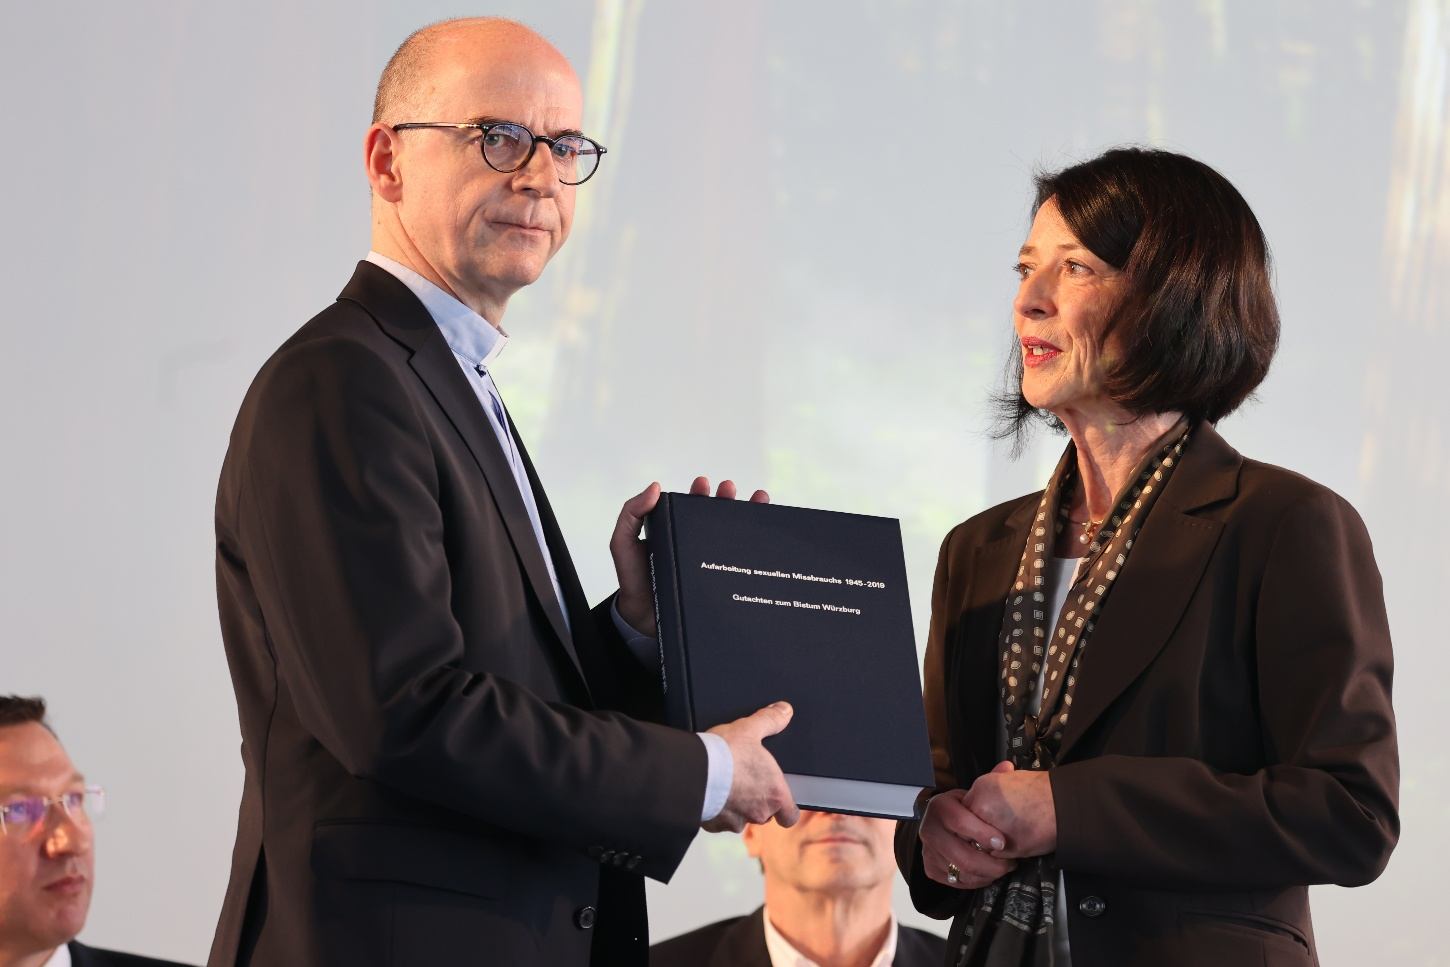 Aufarbeitung sexuellen Missbrauchs 1945-2019
Gutachten zum Bistum Würzburg